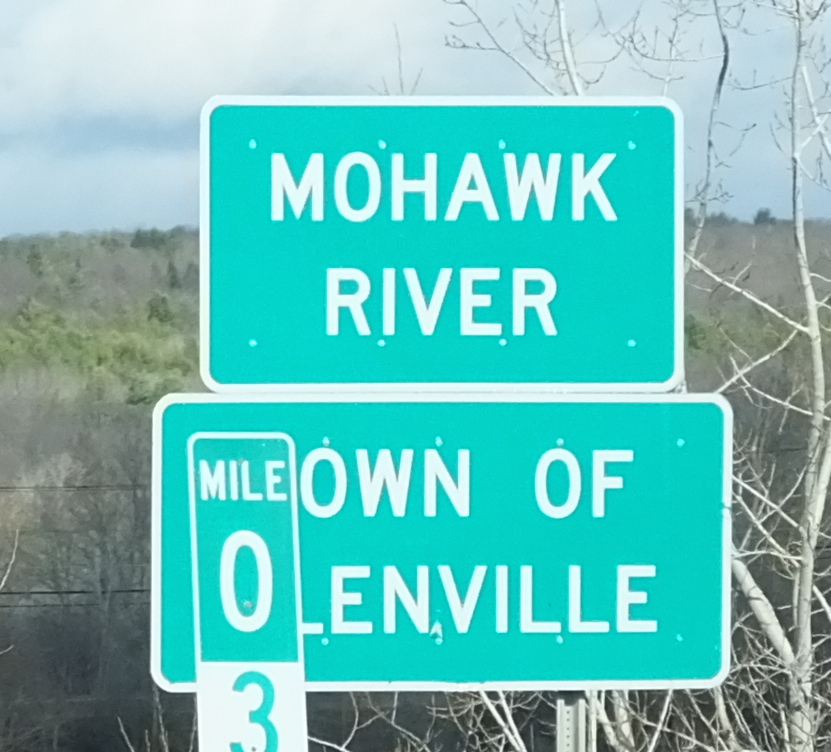 MOHAWK
RIVER
OWN OF
LENVILLE
MILE
0
3